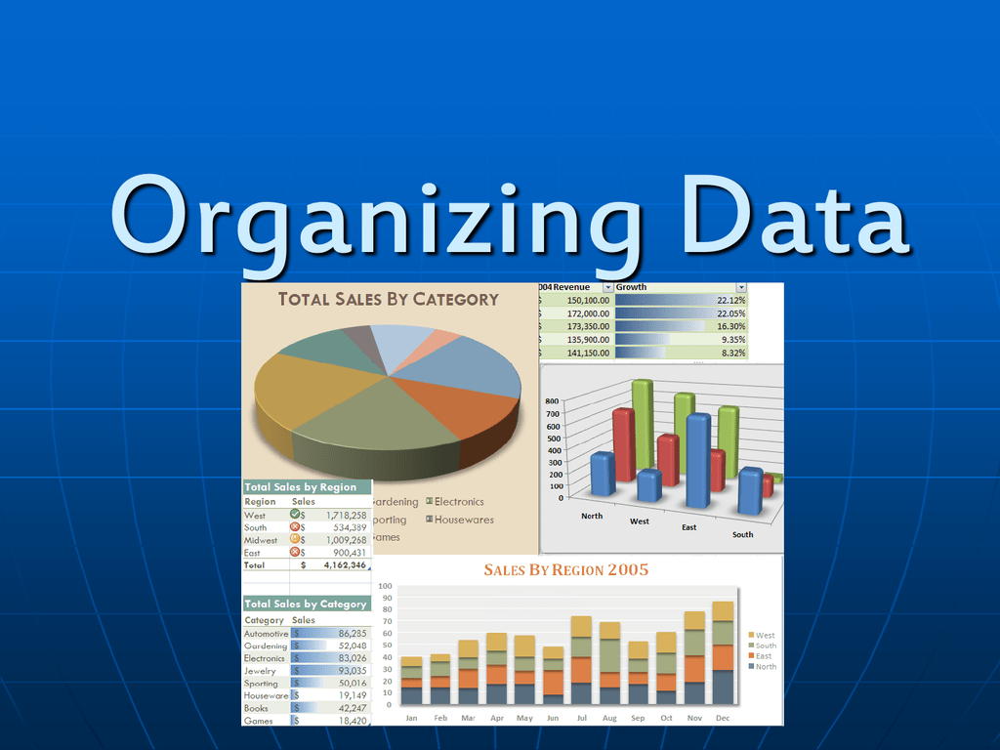 Organizing Data
TOTAL SALES BY CATEGORY
Electronics
Housewares
Total Sales by Region
Region Sales
West $ 1,718,258
South $ 534,389
Midwest $ 1,009,268
East $ 900,431
Total $ 4,162,346
Total Sales by Category
Category Sales
Automotive $ 86,285
Gardening $ 52,048
Electronics $ 83,026
Jewelry $ 93,035
Sporting $ 50,016
Houseware $ 19,149
Books $ 42,247
Games $ 18,420
004 Revenue Growth
$ 150,100.00 22.12%
$ 172,000.00 22.05%
$ 173,350.00 16.30%
$ 135,900.00 9.35%
$ 141,150.00 8.32%
800
700
600
500
400
300
200
100
0
North
West
East
South
SALES BY REGION 2005
100
90
80
70
60
50
40
30
20
10
0
Jan Feb Mar Apr May Jun Jul Aug Sep Oct Nov Dec
West
South
East
North